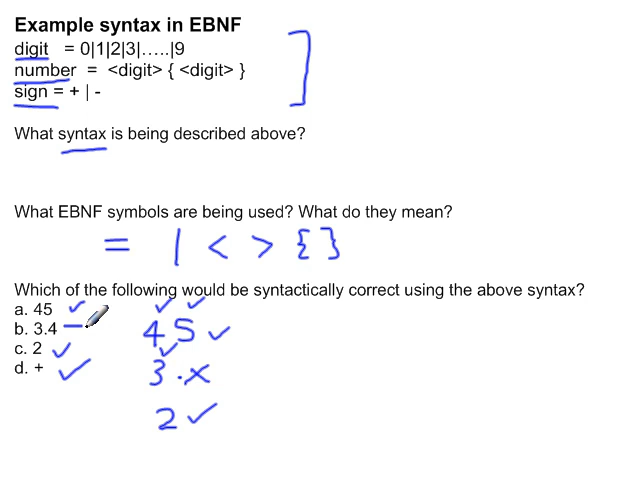 Example syntax in EBNF
digit = 0|1|2|3|…..|9
number = <digit> { <digit> }
sign = + | -
What syntax is being described above?
What EBNF symbols are being used? What do they mean?
= | < > { }
Which of the following would be syntactically correct using the above syntax?
a. 45 ✓
b. 3.4 –
c. 2 ✓
d. + ✓
45 ✓
3 . x
2 ✓